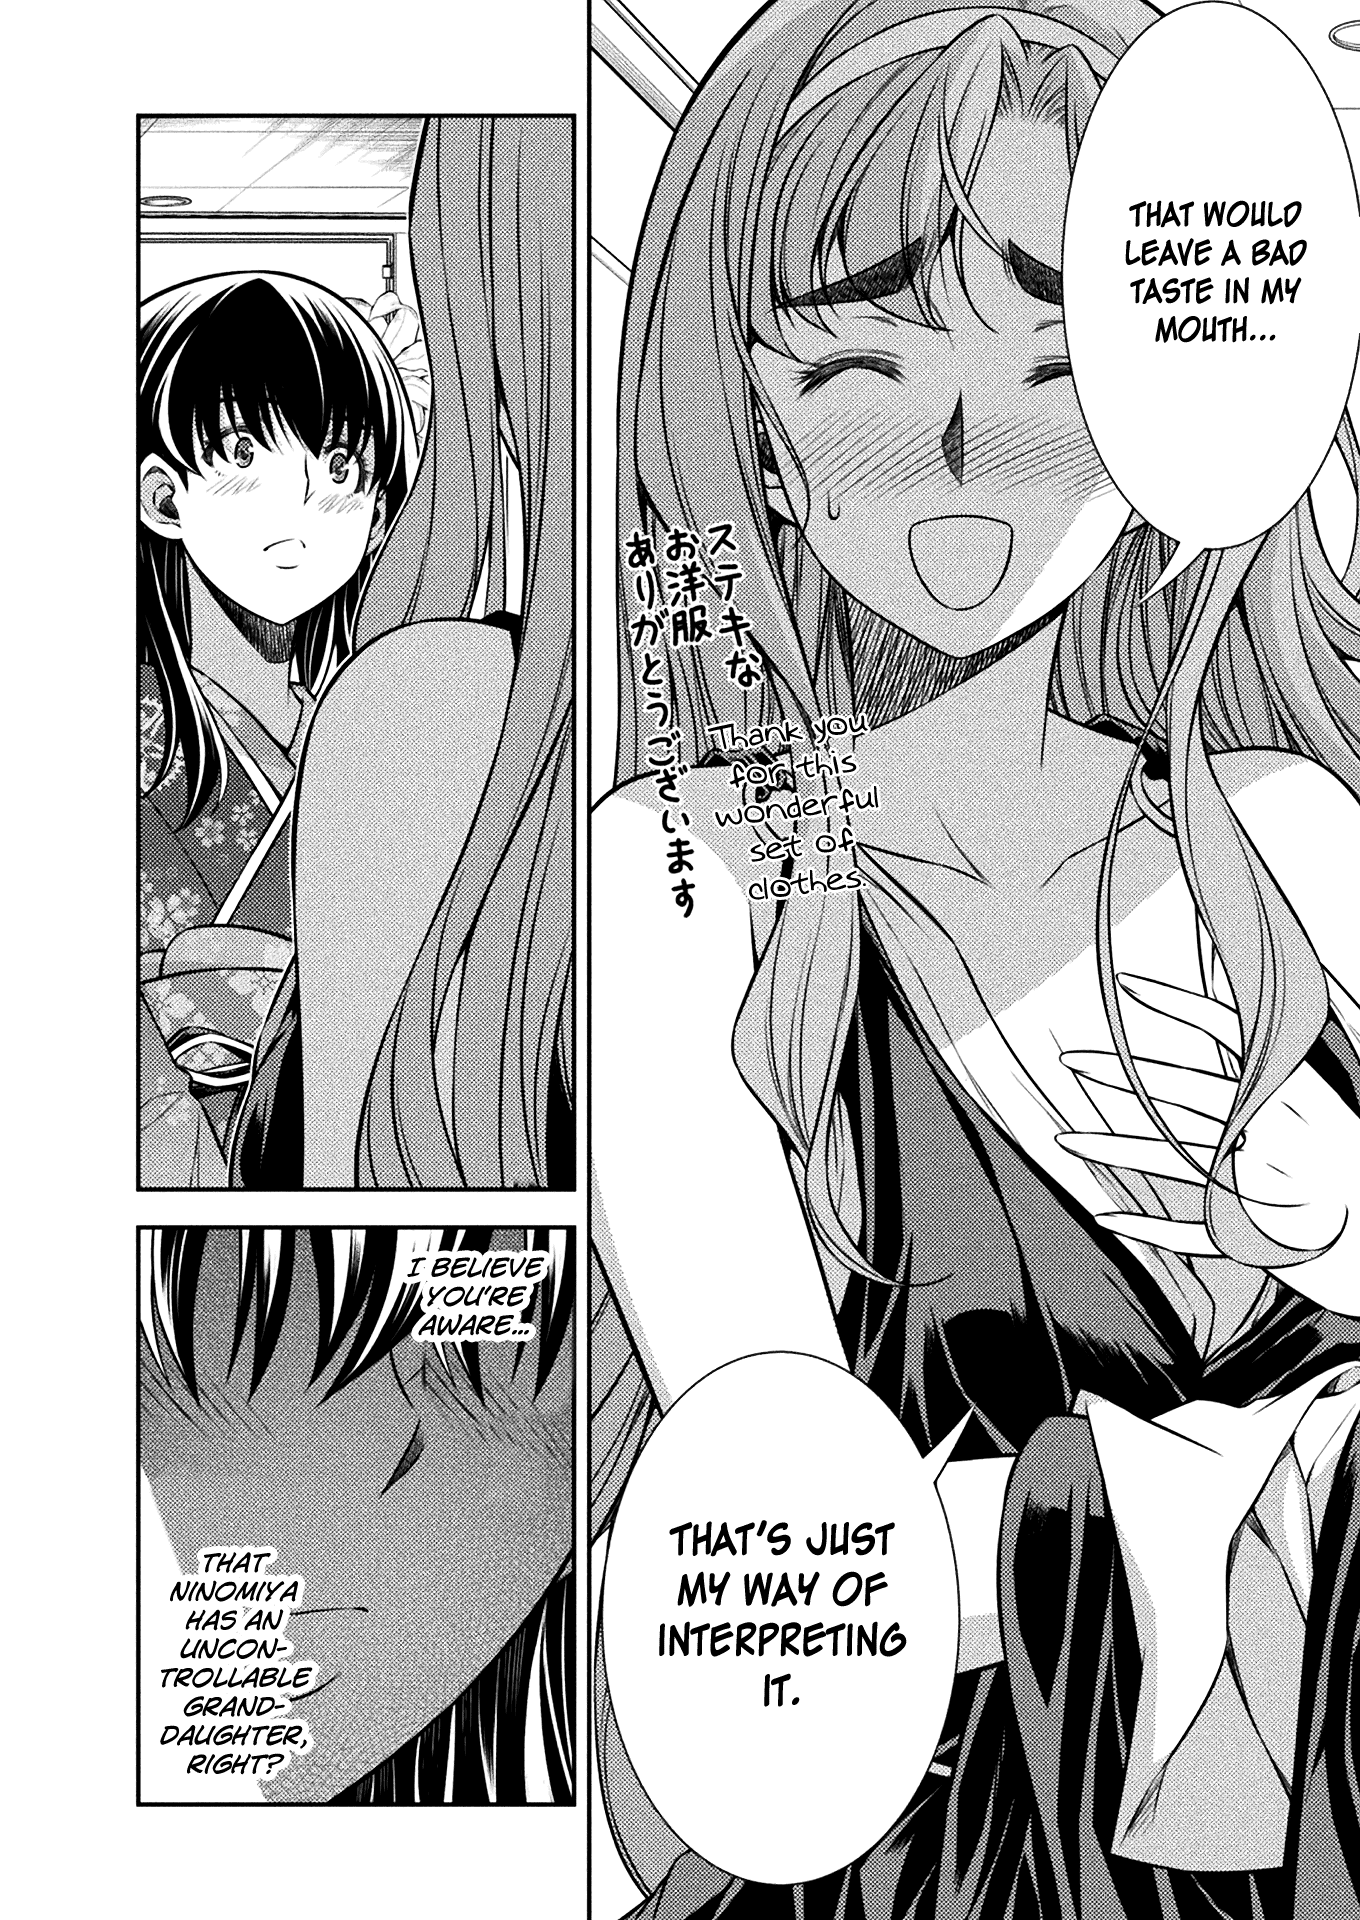 THAT WOULD
LEAVE A BAD
TASTE IN MY
MOUTH...
ステキな
お洋服
ありがとうございます
Thank you
for this
wonderful
set of
clothes.
THAT'S JUST
MY WAY OF
INTERPRETING
IT.
I BELIEVE
YOU'RE
AWARE...
THAT
NINOMIYA
HAS AN
UNCON-
TROLLABLE
GRAND-
DAUGHTER,
RIGHT?